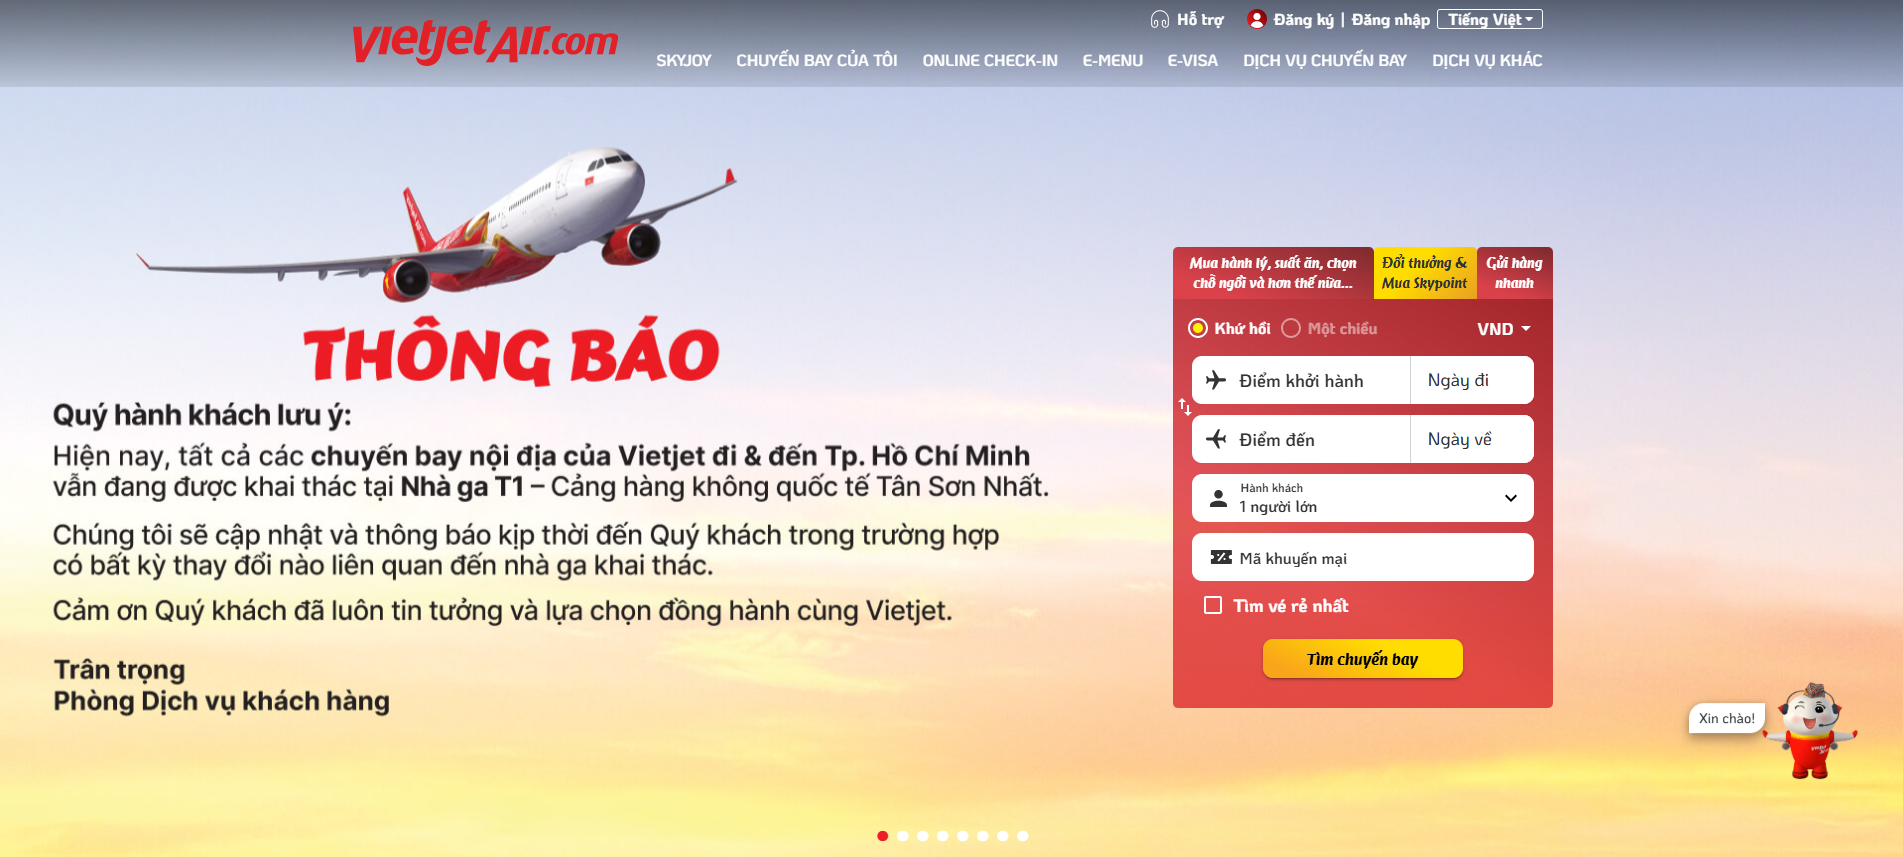 vietjetAir.com
Hỗ trợ
Đăng ký | Đăng nhập
Tiếng Việt
SKYJOY
CHUYẾN BAY CỦA TÔI
ONLINE CHECK-IN
E-MENU
E-VISA
DỊCH VỤ CHUYẾN BAY
DỊCH VỤ KHÁC
THÔNG BÁO
Quý hành khách lưu ý:
Hiện nay, tất cả các chuyến bay nội địa của Vietjet đi & đến Tp. Hồ Chí Minh
vẫn đang được khai thác tại Nhà ga T1 – Cảng hàng không quốc tế Tân Sơn Nhất.
Chúng tôi sẽ cập nhật và thông báo kịp thời đến Quý khách trong trường hợp
có bất kỳ thay đổi nào liên quan đến nhà ga khai thác.
Cảm ơn Quý khách đã luôn tin tưởng và lựa chọn đồng hành cùng Vietjet.
Trân trọng
Phòng Dịch vụ khách hàng
Mua hành lý, suất ăn, chọn
chỗ ngồi và hơn thế nữa...
Đổi thưởng &
Mua Skypoint
Gửi hàng
nhanh
Khứ hồi
Một chiều
VND
Điểm khởi hành
Ngày đi
Điểm đến
Ngày về
Hành khách
1 người lớn
Mã khuyến mại
Tìm vé rẻ nhất
Tìm chuyến bay
Xin chào!